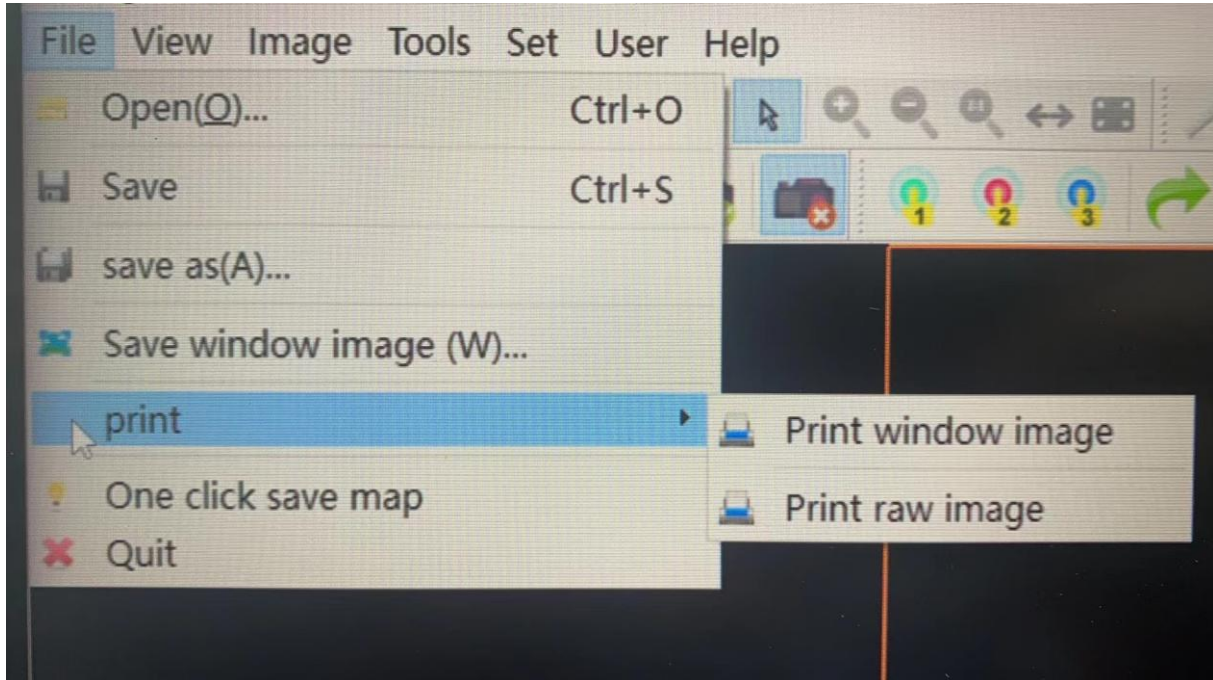 File View Image Tools Set User Help
Open(O)... Ctrl+O
Save Ctrl+S
save as(A)...
Save window image (W)...
print
Print window image
One click save map
Print raw image
Quit
1 2 3